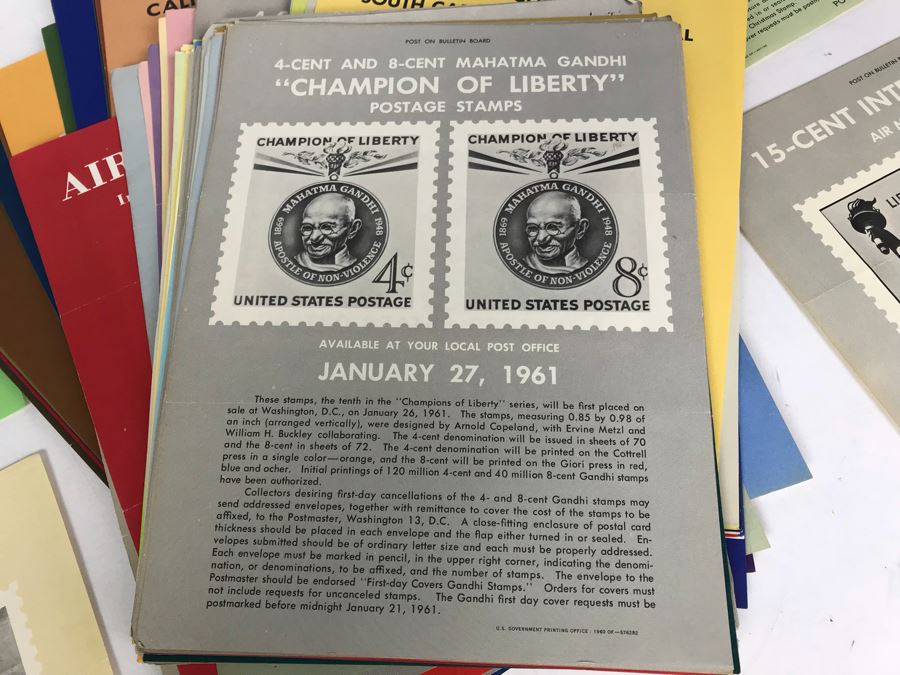 POST ON BULLETIN BOARD
4-CENT AND 8-CENT MAHATMA GANDHI
"CHAMPION OF LIBERTY"
POSTAGE STAMPS
CHAMPION OF LIBERTY
MAHATMA GANDHI
1869 1948
APOSTLE OF NON-VIOLENCE
4¢
UNITED STATES POSTAGE
CHAMPION OF LIBERTY
MAHATMA GANDHI
1869 1948
APOSTLE OF NON-VIOLENCE
8¢
UNITED STATES POSTAGE
AVAILABLE AT YOUR LOCAL POST OFFICE
JANUARY 27, 1961
These stamps, the tenth in the "Champions of Liberty" series, will be first placed on
sale at Washington, D.C., on January 26, 1961. The stamps, measuring 0.85 by 0.98 of
an inch (arranged vertically), were designed by Arnold Copeland, with Ervine Metzl and
William H. Buckley collaborating. The 4-cent denomination will be issued in sheets of 70
and the 8-cent in sheets of 72. The 4-cent denomination will be printed on the Cottrell
press in a single color—orange, and the 8-cent will be printed on the Giori press in red,
blue and ocher. Initial printings of 120 million 4-cent and 40 million 8-cent Gandhi stamps
have been authorized.
Collectors desiring first-day cancellations of the 4- and 8-cent Gandhi stamps may
send addressed envelopes, together with remittance to cover the cost of the stamps to be
affixed, to the Postmaster, Washington 13, D.C. A close-fitting enclosure of postal card
thickness should be placed in each envelope and the flap either turned in or sealed. En-
velopes submitted should be of ordinary letter size and each must be properly addressed.
Each envelope must be marked in pencil, in the upper right corner, indicating the denomi-
nation, or denominations, to be affixed, and the number of stamps. The envelope to the
Postmaster should be endorsed "First-day Covers Gandhi Stamps." Orders for covers must
not include requests for uncanceled stamps. The Gandhi first day cover requests must be
postmarked before midnight January 21, 1961.
U.S. GOVERNMENT PRINTING OFFICE : 1960 OF—576282
POST ON BULLETIN
15-CENT INT
AIR
LI
AIR
SOUTH
CAL
Christmas Stamp.
cover requests must be